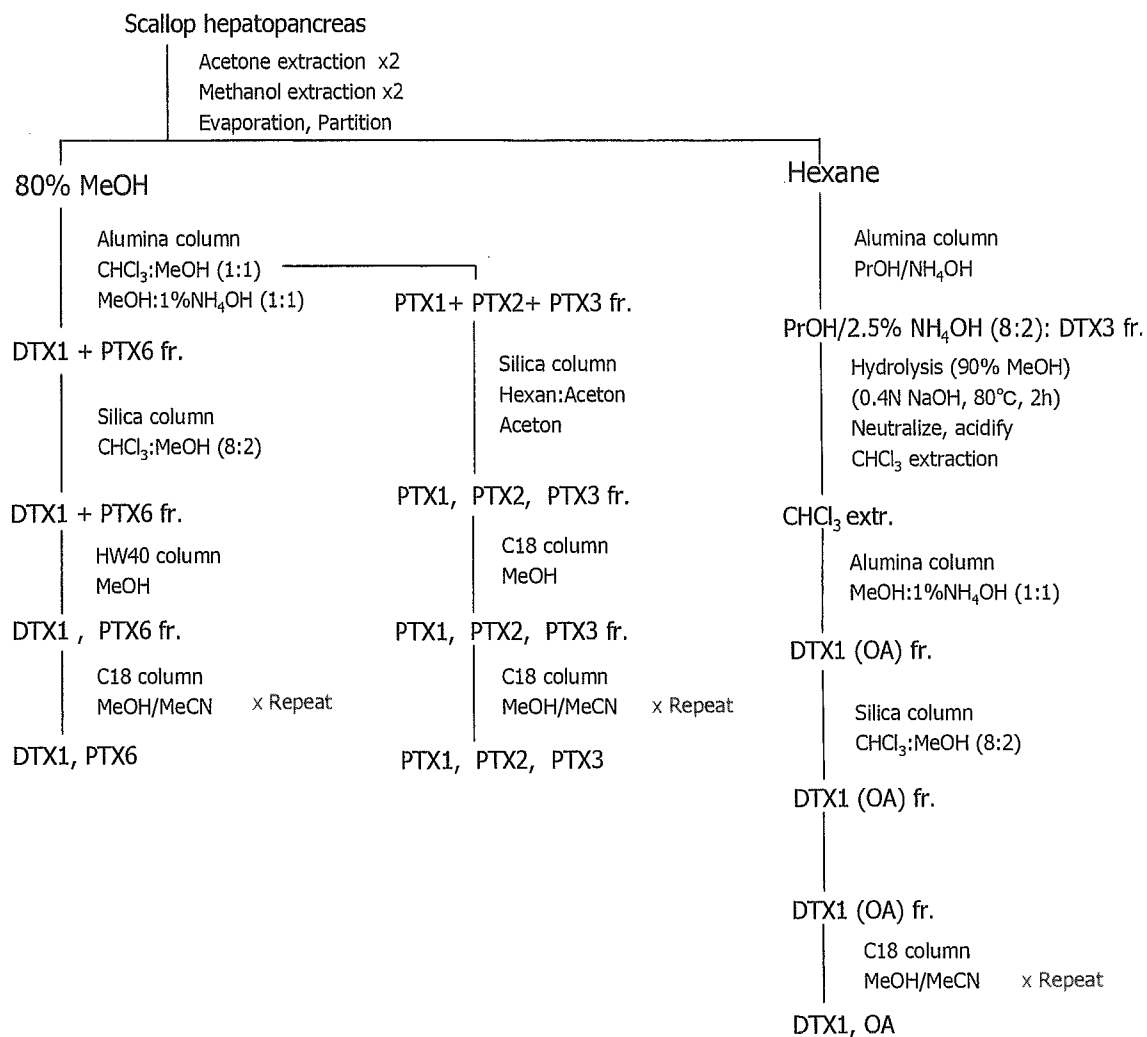 Scallop hepatopancreas
Acetone extraction x2
Methanol extraction x2
Evaporation, Partition
80% MeOH
Alumina column
CHCl₃:MeOH (1:1)
MeOH:1%NH₄OH (1:1)
DTX1 + PTX6 fr.
Silica column
CHCl₃:MeOH (8:2)
DTX1 + PTX6 fr.
HW40 column
MeOH
DTX1 , PTX6 fr.
C18 column
MeOH/MeCN x Repeat
DTX1, PTX6
PTX1+ PTX2+ PTX3 fr.
Silica column
Hexan:Aceton
Aceton
PTX1, PTX2, PTX3 fr.
C18 column
MeOH
PTX1, PTX2, PTX3 fr.
C18 column
MeOH/MeCN x Repeat
PTX1, PTX2, PTX3
Hexane
Alumina column
PrOH/NH₄OH
PrOH/2.5% NH₄OH (8:2): DTX3 fr.
Hydrolysis (90% MeOH)
(0.4N NaOH, 80℃, 2h)
Neutralize, acidify
CHCl₃ extraction
CHCl₃ extr.
Alumina column
MeOH:1%NH₄OH (1:1)
DTX1 (OA) fr.
Silica column
CHCl₃:MeOH (8:2)
DTX1 (OA) fr.
DTX1 (OA) fr.
C18 column
MeOH/MeCN x Repeat
DTX1, OA